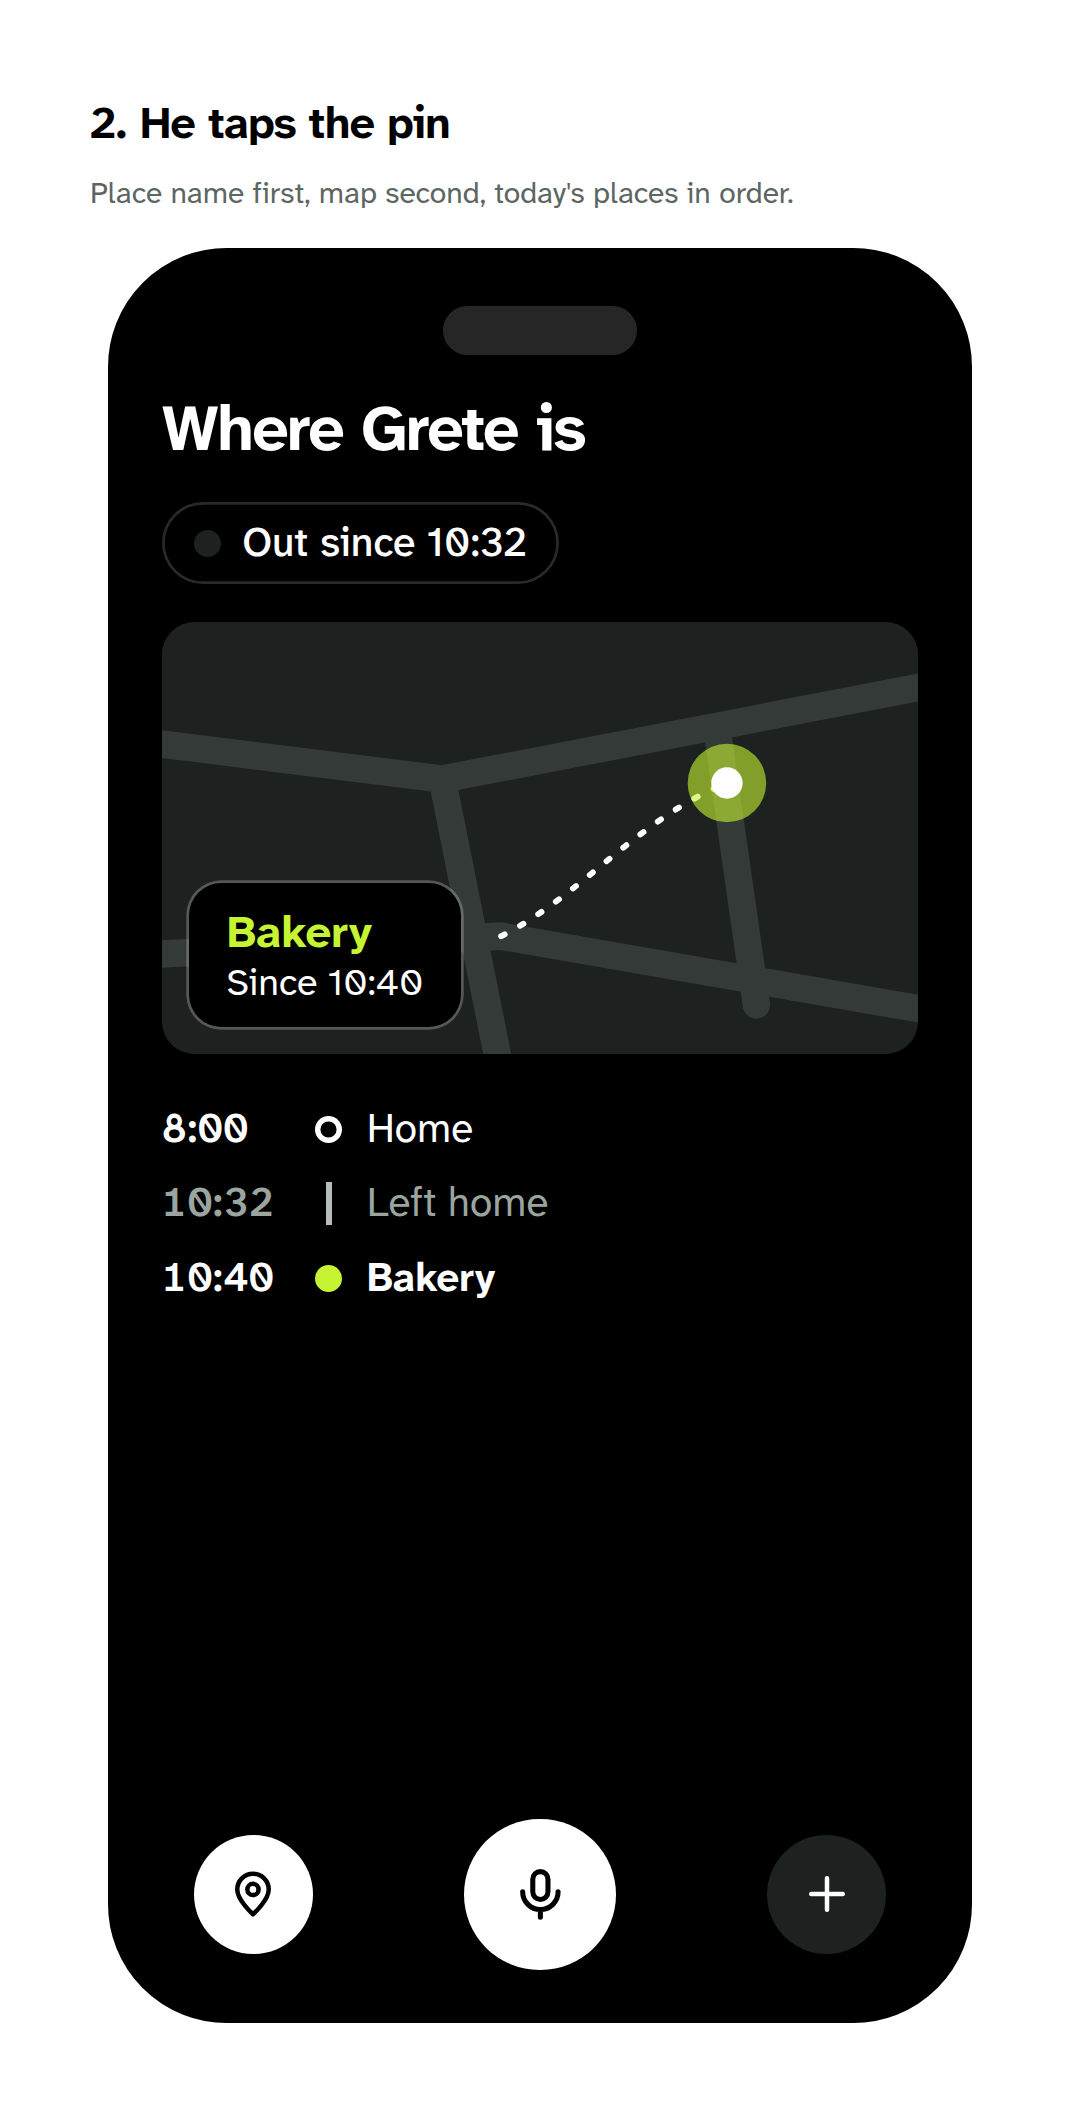 2. He taps the pin
Place name first, map second, today's places in order.
Where Grete is
Out since 10:32
Bakery
Since 10:40
8:00 Home
10:32 Left home
10:40 Bakery